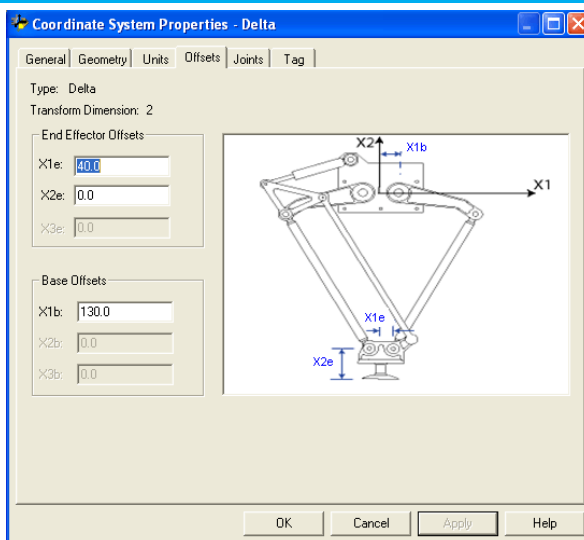 Coordinate System Properties - Delta
General Geometry Units Offsets Joints Tag
Type: Delta
Transform Dimension: 2
End Effector Offsets
X1e: 40.0
X2e: 0.0
X3e: 0.0
Base Offsets
X1b: 130.0
X2b: 0.0
X3b: 0.0
X2
X1b
X1
X1e
X2e
OK Cancel Apply Help